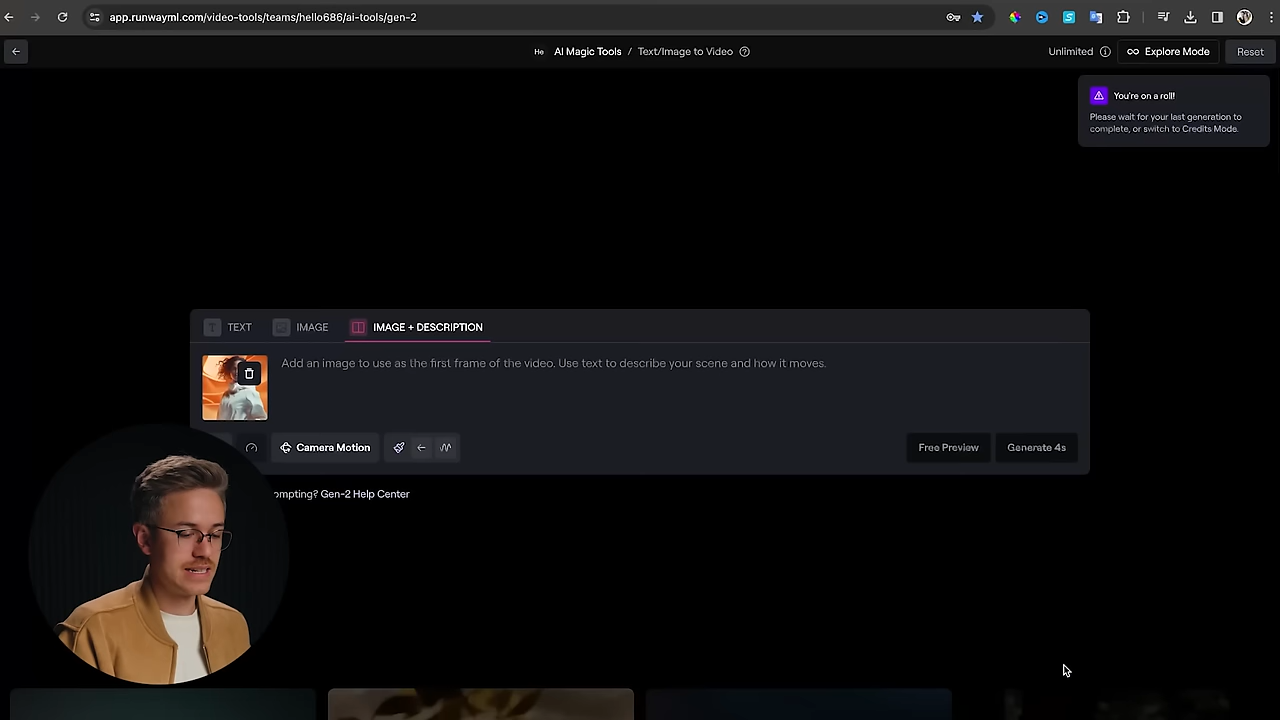 app.runwayml.com/video-tools/teams/hello686/ai-tools/gen-2
He AI Magic Tools / Text/Image to Video
Unlimited Explore Mode Reset
You're on a roll!
Please wait for your last generation to
complete, or switch to Credits Mode.
TEXT IMAGE IMAGE + DESCRIPTION
Add an image to use as the first frame of the video. Use text to describe your scene and how it moves.
Camera Motion Free Preview Generate 4s
ompting? Gen-2 Help Center